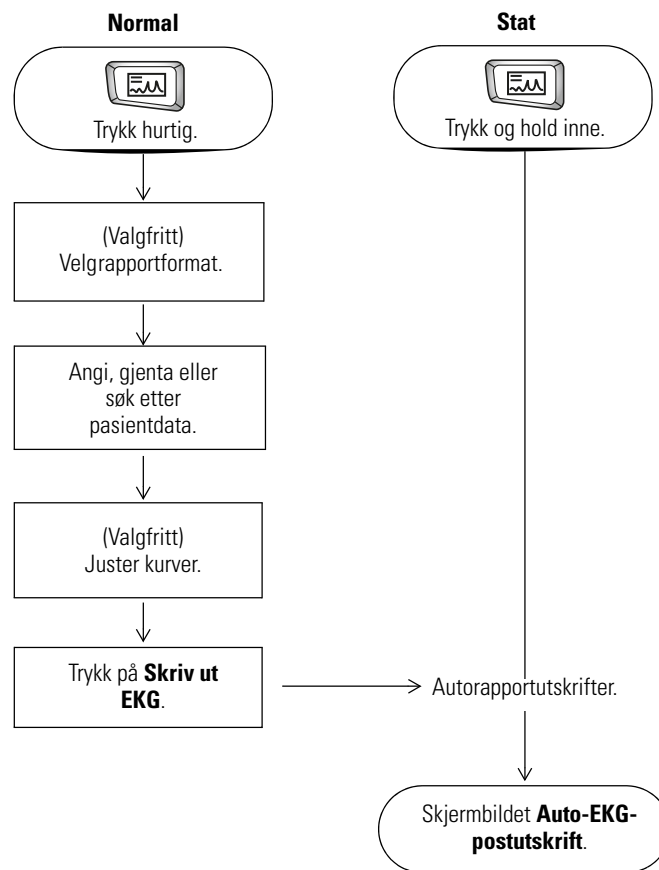 Normal
Stat
Trykk hurtig.
Trykk og hold inne.
(Valgfritt)
Velgrapportformat.
Angi, gjenta eller
søk etter
pasientdata.
(Valgfritt)
Juster kurver.
Trykk på Skriv ut
EKG.
Autorapportutskrifter.
Skjermbildet Auto-EKG-
postutskrift.